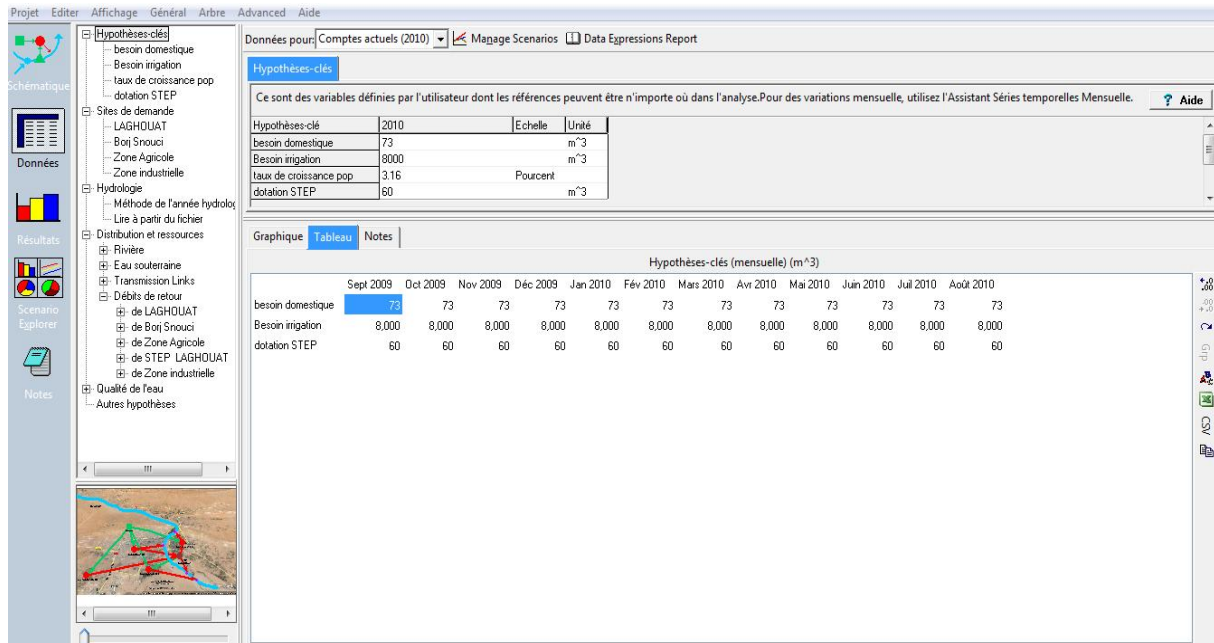 Projet Editer Affichage Général Arbre Advanced Aide
Schématique
Données
Résultats
Scenario
Explorer
Notes
Hypothèses-clés
besoin domestique
Besoin irrigation
taux de croissance pop
dotation STEP
Sites de demande
LAGHOUAT
Borj Snouci
Zone Agricole
Zone industrielle
Hydrologie
Méthode de l'année hydrolog
Lire à partir du fichier
Distribution et ressources
Rivière
Eau souterraine
Transmission Links
Débits de retour
de LAGHOUAT
de Borj Snouci
de Zone Agricole
de STEP LAGHOUAT
de Zone industrielle
Qualité de l'eau
Autres hypothèses
Données pour: Comptes actuels (2010) Manage Scenarios Data Expressions Report
Hypothèses-clés
Ce sont des variables définies par l'utilisateur dont les références peuvent être n'importe où dans l'analyse.Pour des variations mensuelle, utilisez l'Assistant Séries temporelles Mensuelle. ? Aide
Hypothèses-clé 2010 Echelle Unité
besoin domestique 73 m^3
Besoin irrigation 8000 m^3
taux de croissance pop 3.16 Pourcent
dotation STEP 60 m^3
Graphique Tableau Notes
Hypothèses-clés (mensuelle) (m^3)
Sept 2009 Oct 2009 Nov 2009 Déc 2009 Jan 2010 Fév 2010 Mars 2010 Avr 2010 Mai 2010 Juin 2010 Juil 2010 Août 2010
besoin domestique 73 73 73 73 73 73 73 73 73 73 73 73
Besoin irrigation 8,000 8,000 8,000 8,000 8,000 8,000 8,000 8,000 8,000 8,000 8,000 8,000
dotation STEP 60 60 60 60 60 60 60 60 60 60 60 60
Grp
CSV